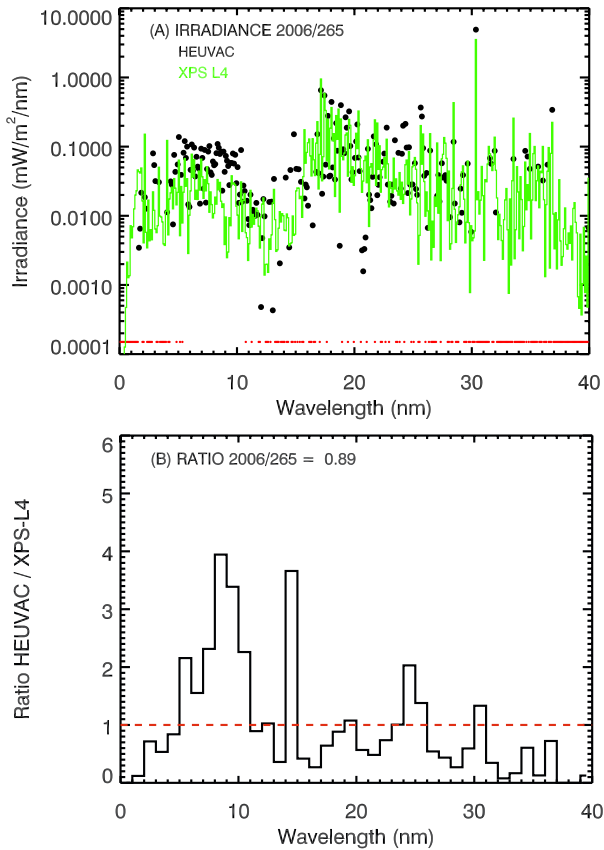 10.0000
1.0000
0.1000
0.0100
0.0010
0.0001
Irradiance (mW/m²/nm)
(A) IRRADIANCE 2006/265
HEUVAC
XPS L4
0 10 20 30 40
Wavelength (nm)
6
5
4
3
2
1
0
Ratio HEUVAC / XPS-L4
(B) RATIO 2006/265 = 0.89
0 10 20 30 40
Wavelength (nm)